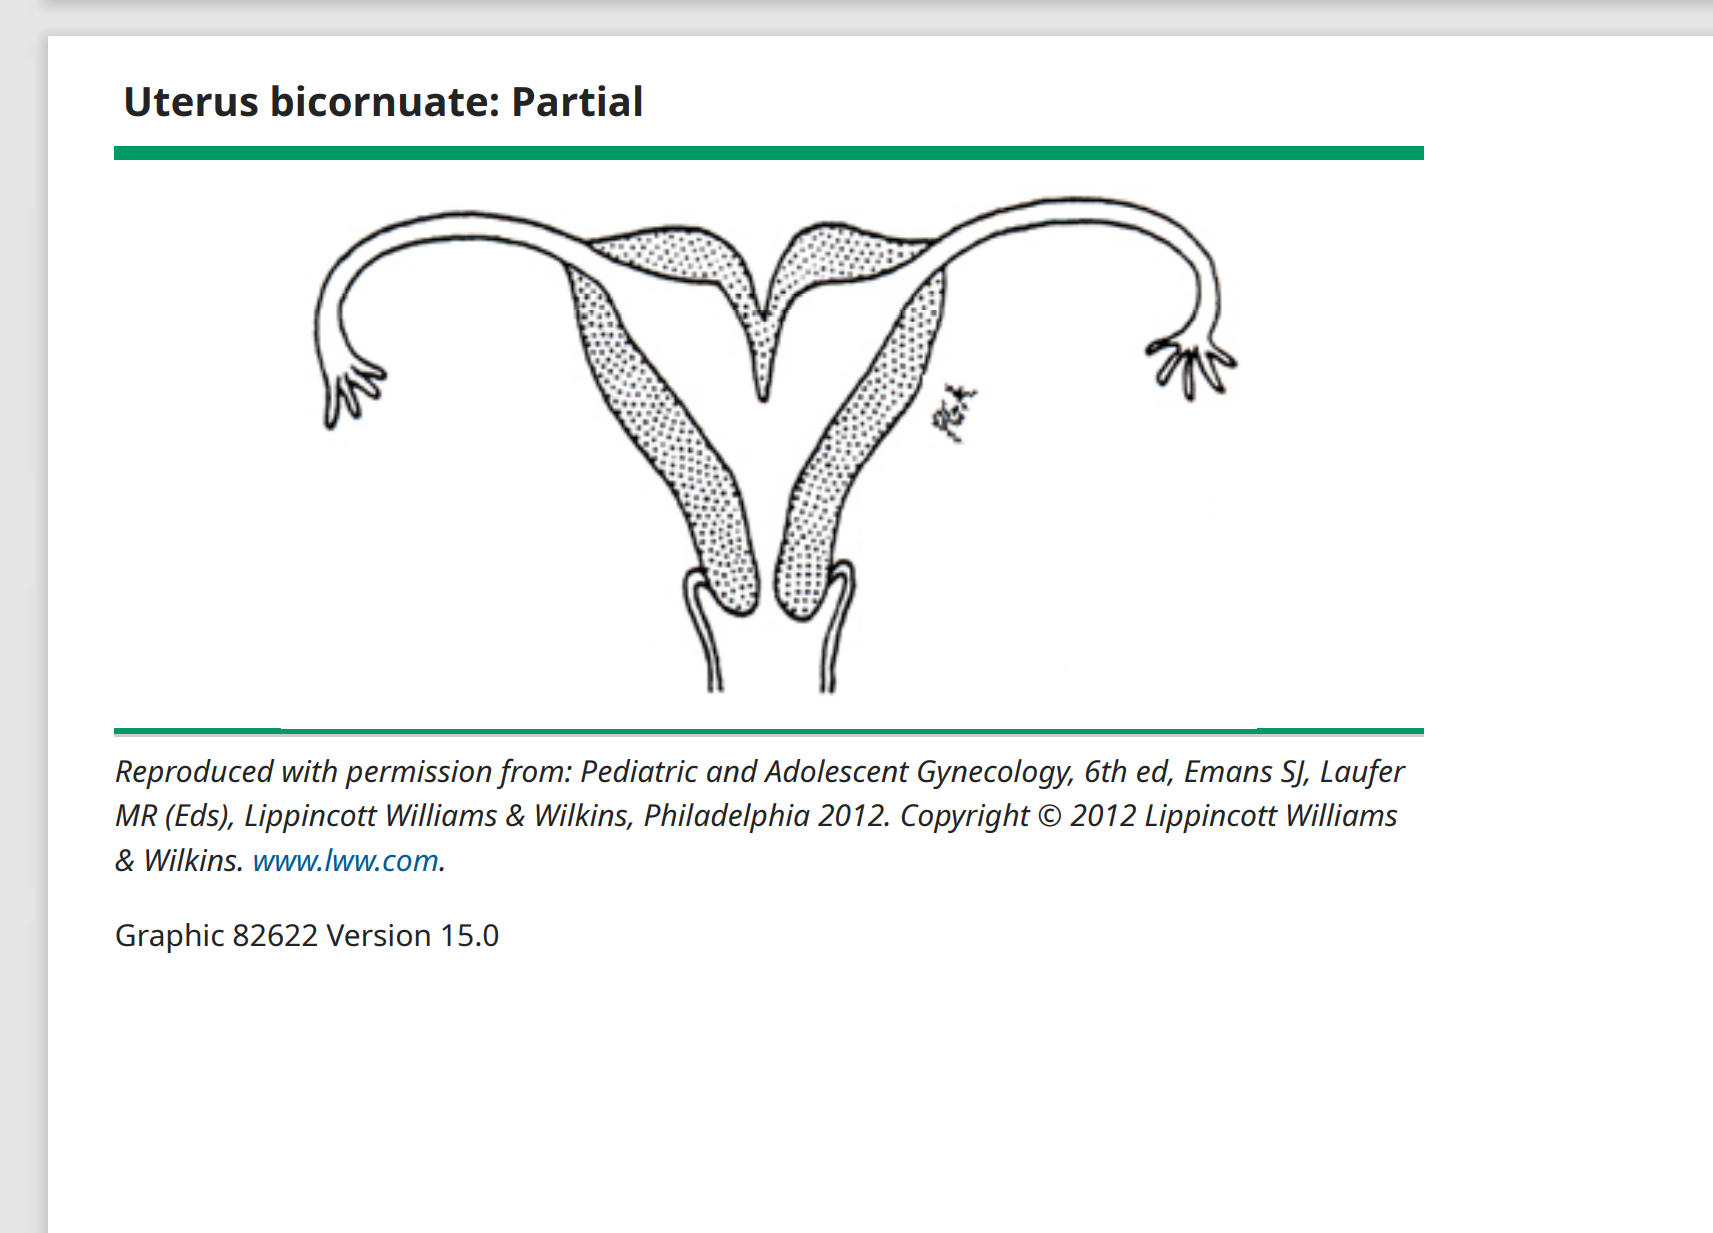 Uterus bicornuate: Partial
Reproduced with permission from: Pediatric and Adolescent Gynecology, 6th ed, Emans SJ, Laufer
MR (Eds), Lippincott Williams & Wilkins, Philadelphia 2012. Copyright © 2012 Lippincott Williams
& Wilkins. www.lww.com.
Graphic 82622 Version 15.0